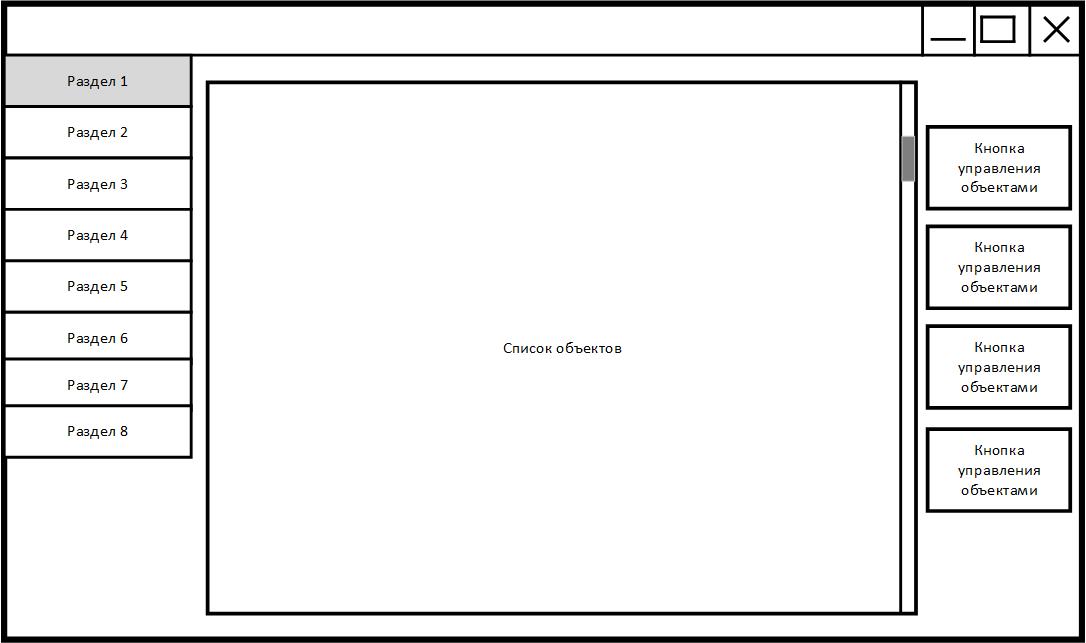 Раздел 1
Раздел 2
Раздел 3
Раздел 4
Раздел 5
Раздел 6
Раздел 7
Раздел 8
Список объектов
Кнопка
управления
объектами
Кнопка
управления
объектами
Кнопка
управления
объектами
Кнопка
управления
объектами